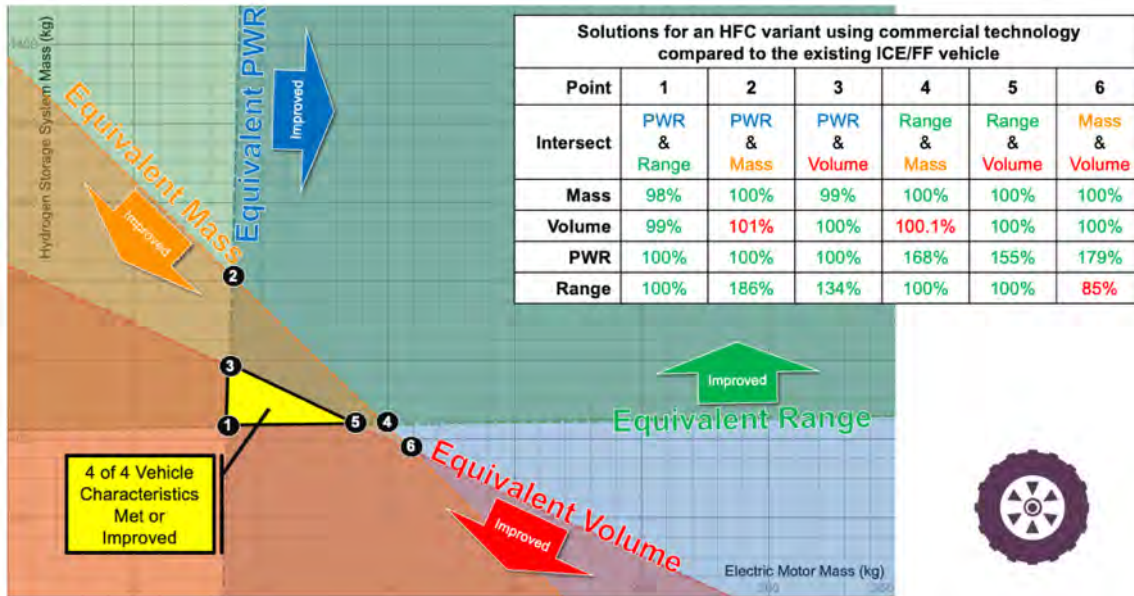 1400
Hydrogen Storage System Mass (kg)
Equivalent Mass
Improved
Equivalent PWR
Improved
Solutions for an HFC variant using commercial technology
compared to the existing ICE/FF vehicle
Point 1 2 3 4 5 6
Intersect
PWR & Range
PWR & Mass
PWR & Volume
Range & Mass
Range & Volume
Mass & Volume
Mass 98% 100% 99% 100% 100% 100%
Volume 99% 101% 100% 100.1% 100% 100%
PWR 100% 100% 100% 168% 155% 179%
Range 100% 186% 134% 100% 100% 85%
2
3
1
5
4
6
Improved
Equivalent Range
Equivalent Volume
Improved
4 of 4 Vehicle
Characteristics
Met or
Improved
Electric Motor Mass (kg)